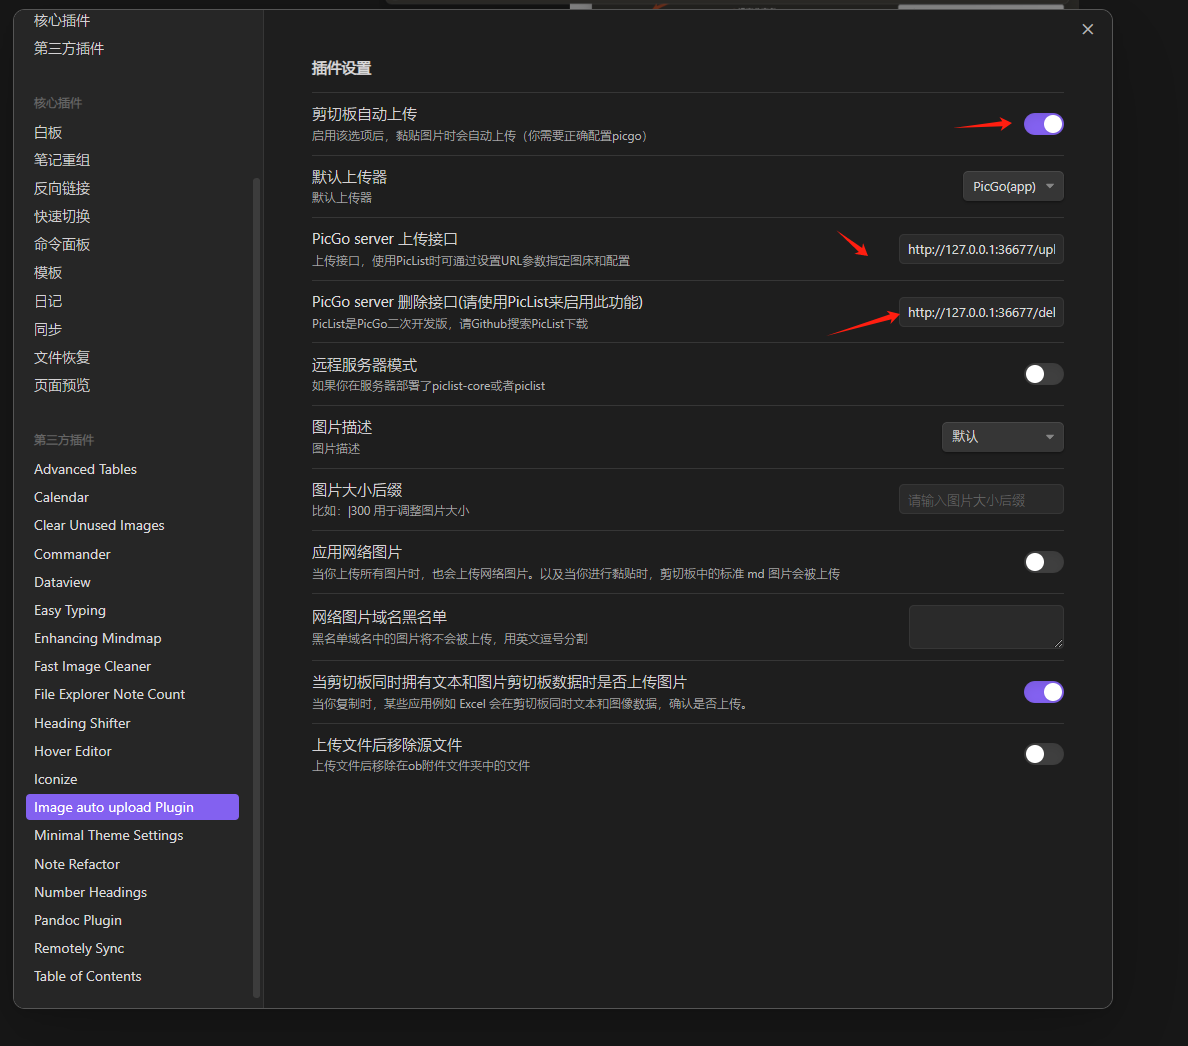 核心插件
第三方插件
核心插件
白板
笔记重组
反向链接
快速切换
命令面板
模板
日记
同步
文件恢复
页面预览
第三方插件
Advanced Tables
Calendar
Clear Unused Images
Commander
Dataview
Easy Typing
Enhancing Mindmap
Fast Image Cleaner
File Explorer Note Count
Heading Shifter
Hover Editor
Iconize
Image auto upload Plugin
Minimal Theme Settings
Note Refactor
Number Headings
Pandoc Plugin
Remotely Sync
Table of Contents
插件设置
剪切板自动上传
启用该选项后，黏贴图片时会自动上传（你需要正确配置picgo）
默认上传器
默认上传器
PicGo(app)
PicGo server 上传接口
上传接口，使用PicList时可通过设置URL参数指定图床和配置
http://127.0.0.1:36677/upl
PicGo server 删除接口(请使用PicList来启用此功能)
PicList是PicGo二次开发版，请Github搜索PicList下载
http://127.0.0.1:36677/del
远程服务器模式
如果你在服务器部署了piclist-core或者piclist
图片描述
图片描述
默认
图片大小后缀
比如：|300 用于调整图片大小
请输入图片大小后缀
应用网络图片
当你上传所有图片时，也会上传网络图片。以及当你进行黏贴时，剪切板中的标准 md 图片会被上传
网络图片域名黑名单
黑名单域名中的图片将不会被上传，用英文逗号分割
当剪切板同时拥有文本和图片剪切板数据时是否上传图片
当你复制时，某些应用例如 Excel 会在剪切板同时文本和图像数据，确认是否上传。
上传文件后移除源文件
上传文件后移除在ob附件文件夹中的文件